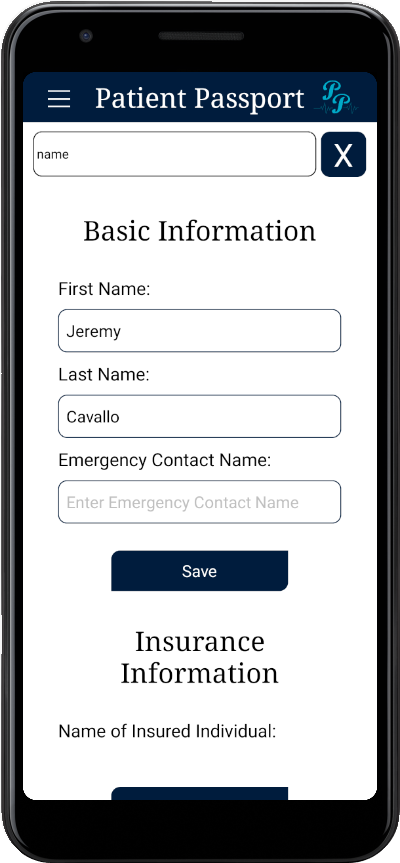 Patient Passport PP
name
X
Basic Information
First Name:
Jeremy
Last Name:
Cavallo
Emergency Contact Name:
Enter Emergency Contact Name
Save
Insurance
Information
Name of Insured Individual: